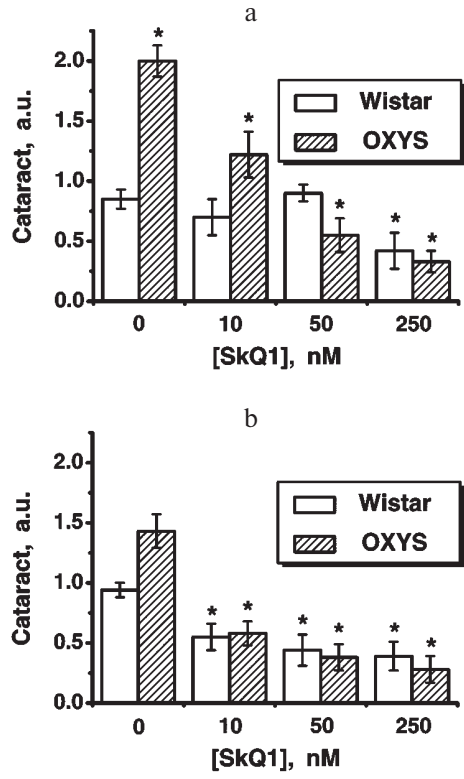 a
*
2.0
Wistar
OXYS
*
1.5
1.0
*
*
*
0.5
0.0
Cataract, a.u.
0 10 50 250
[SkQ1], nM
b
2.0
Wistar
OXYS
1.5
1.0
* * * * * *
0.5
0.0
Cataract, a.u.
0 10 50 250
[SkQ1], nM